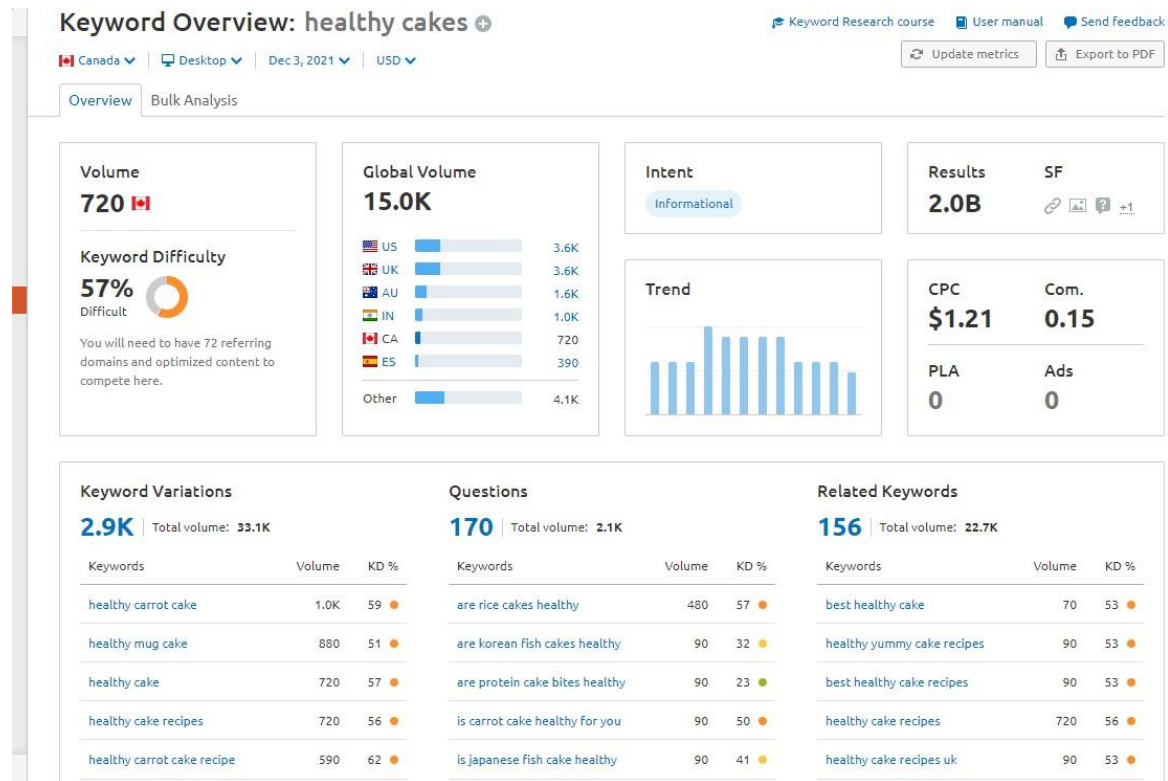 Keyword Overview: healthy cakes
Keyword Research course User manual Send feedback
Canada Desktop Dec 3, 2021 USD
Update metrics Export to PDF
Overview Bulk Analysis
Volume
720
Keyword Difficulty
57%
Difficult
You will need to have 72 referring
domains and optimized content to
compete here.
Global Volume
15.0K
US 3.6K
UK 3.6K
AU 1.6K
IN 1.0K
CA 720
ES 390
Other 4.1K
Intent
Informational
Trend
Results SF
2.0B +1
CPC Com.
$1.21 0.15
PLA Ads
0 0
Keyword Variations
2.9K Total volume: 33.1K
Keywords Volume KD %
healthy carrot cake 1.0K 59
healthy mug cake 880 51
healthy cake 720 57
healthy cake recipes 720 56
healthy carrot cake recipe 590 62
Questions
170 Total volume: 2.1K
Keywords Volume KD %
are rice cakes healthy 480 57
are korean fish cakes healthy 90 32
are protein cake bites healthy 90 23
is carrot cake healthy for you 90 50
is japanese fish cake healthy 90 41
Related Keywords
156 Total volume: 22.7K
Keywords Volume KD %
best healthy cake 70 53
healthy yummy cake recipes 90 53
best healthy cake recipes 90 53
healthy cake recipes 720 56
healthy cake recipes uk 90 53